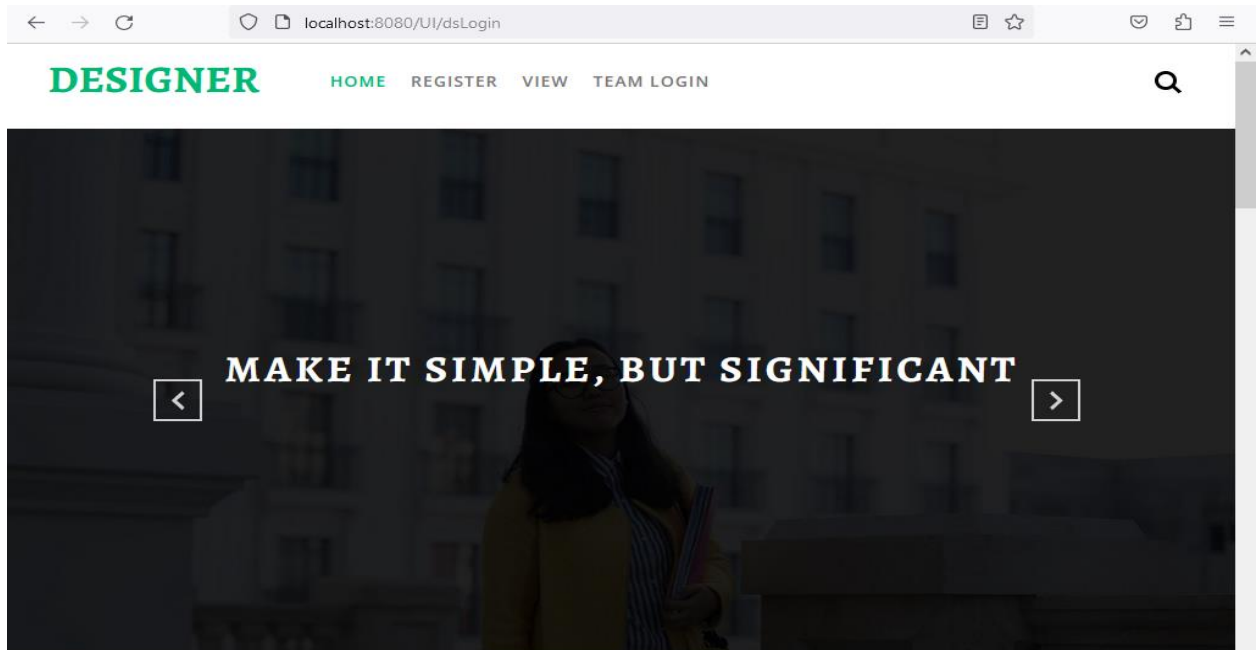 localhost:8080/UI/dsLogin
DESIGNER HOME REGISTER VIEW TEAM LOGIN
MAKE IT SIMPLE, BUT SIGNIFICANT